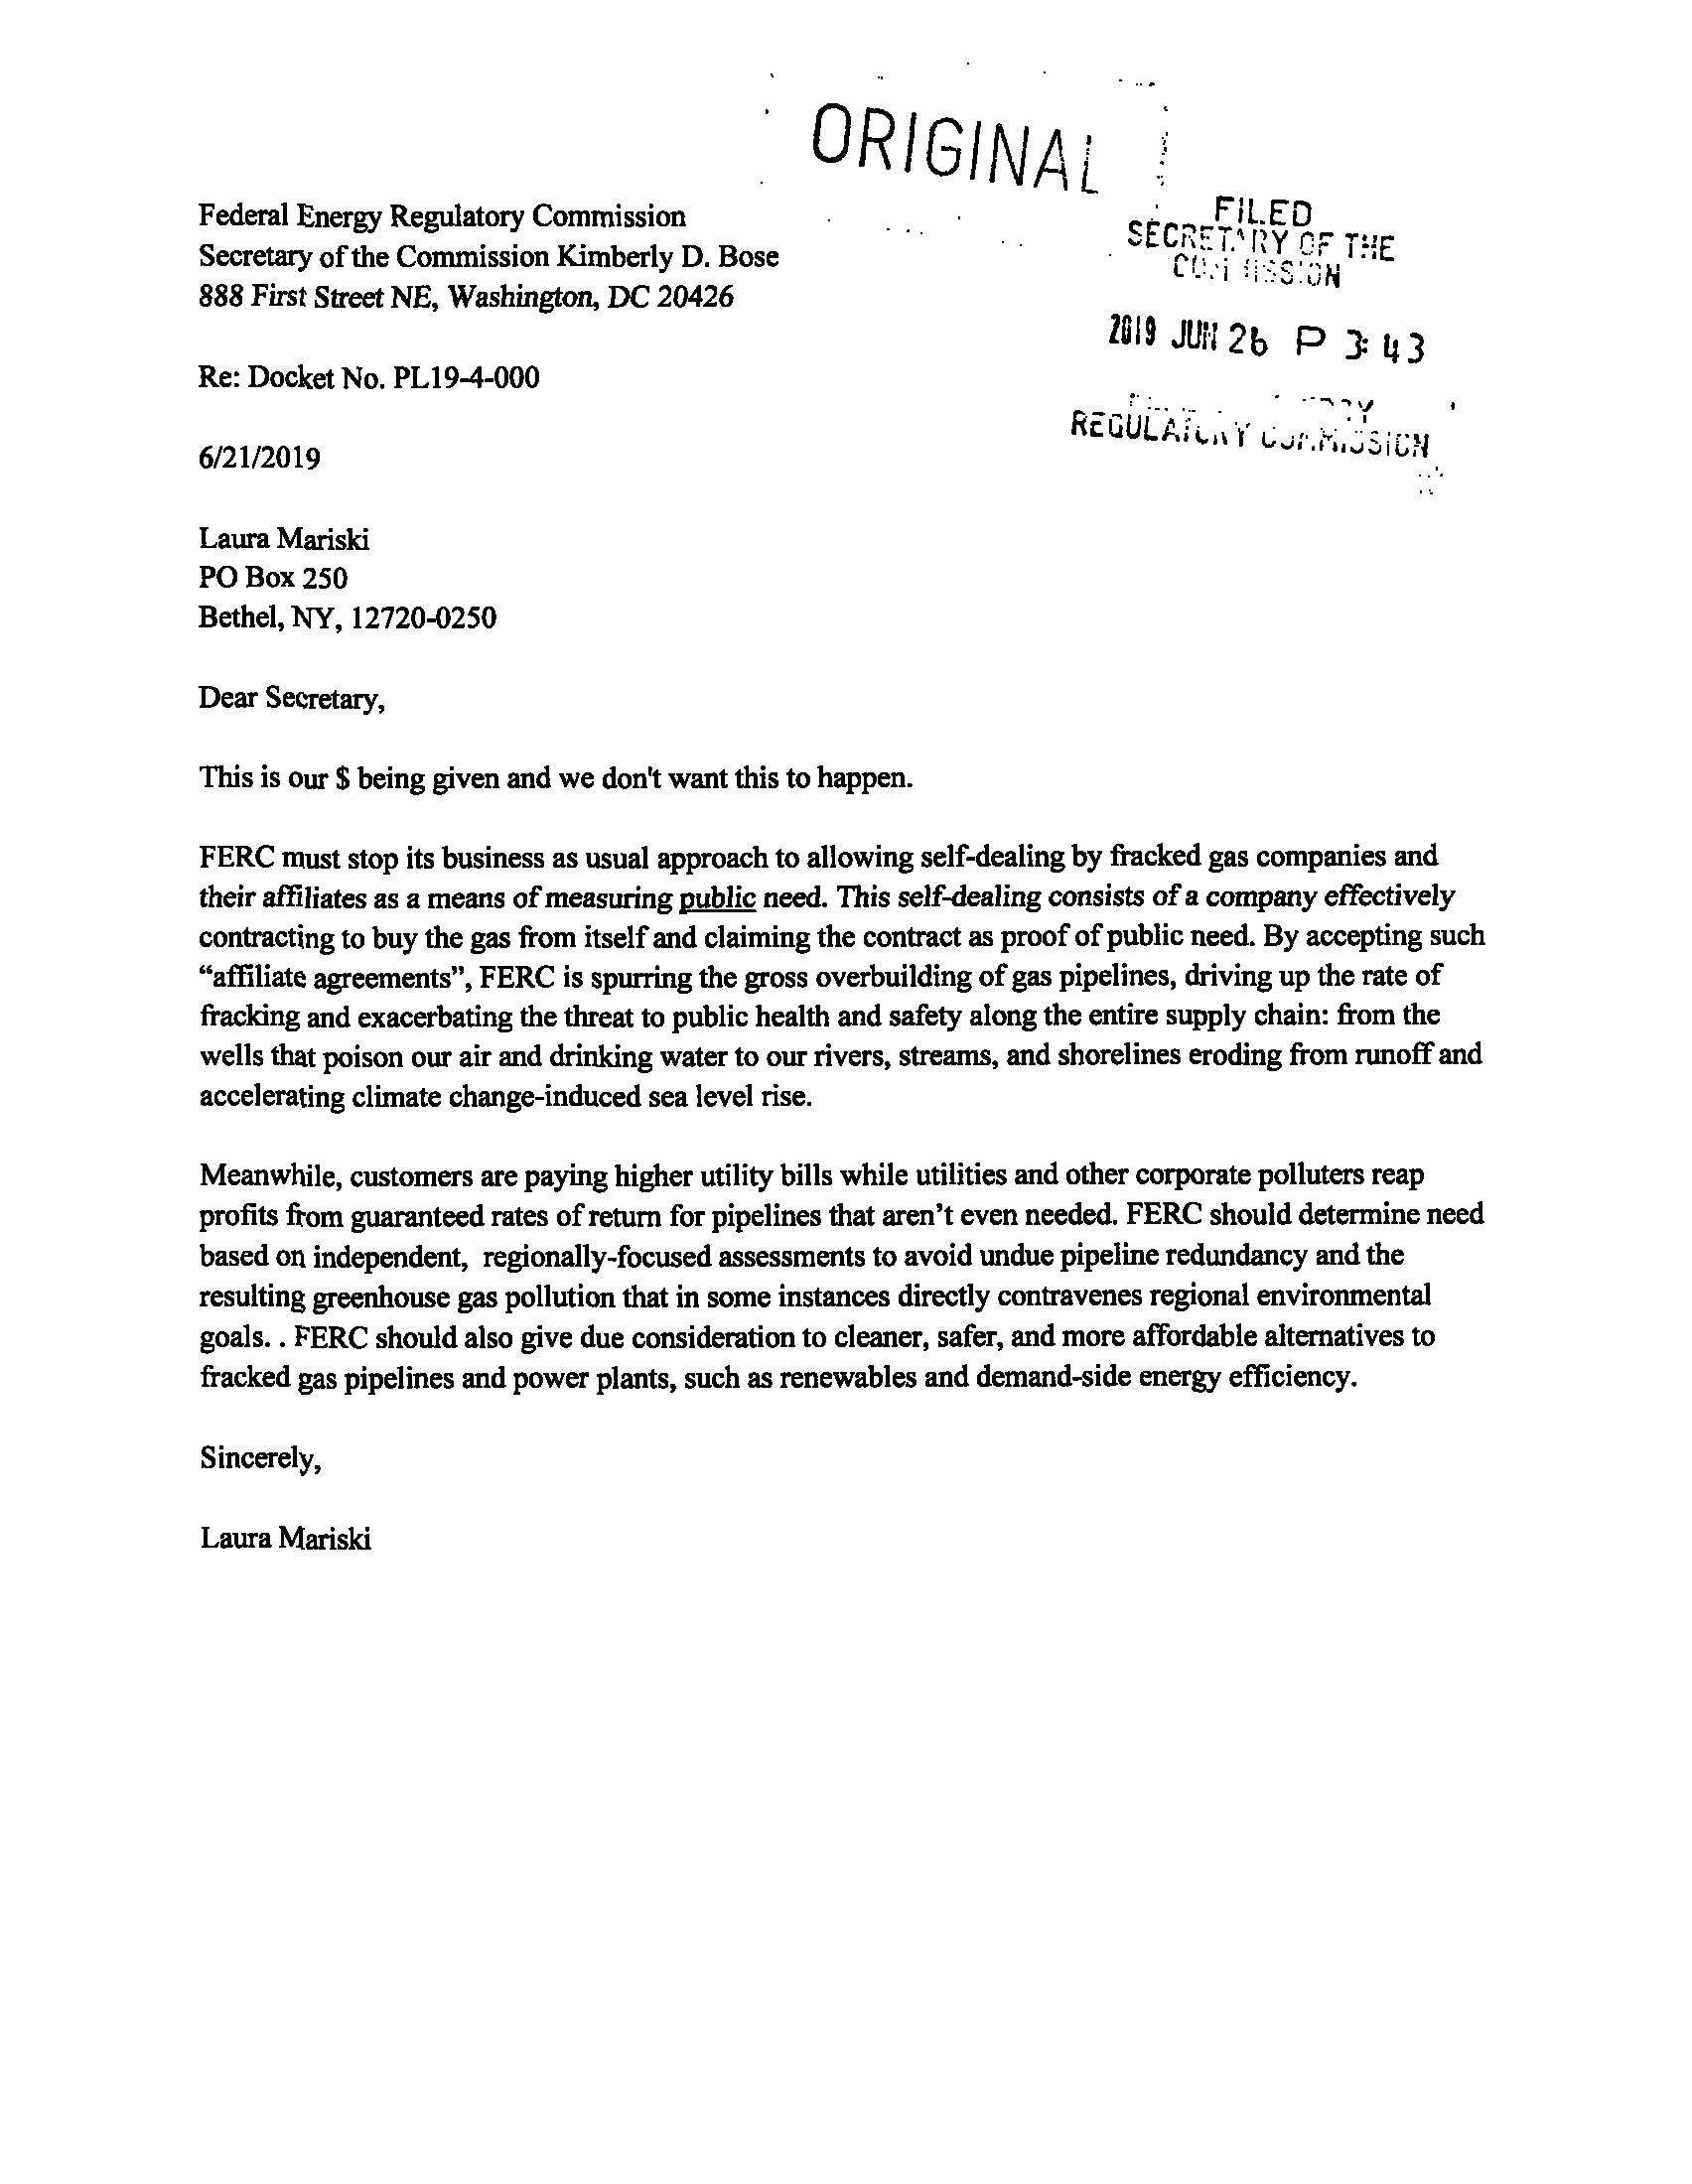 ORIGINAL
FILED
SECRETARY OF THE
COMMISSION
2019 JUN 26 P 3:43
REGULATORY COMMISSION
Federal Energy Regulatory Commission
Secretary of the Commission Kimberly D. Bose
888 First Street NE, Washington, DC 20426
Re: Docket No. PL19-4-000
6/21/2019
Laura Mariski
PO Box 250
Bethel, NY, 12720-0250
Dear Secretary,
This is our $ being given and we don't want this to happen.
FERC must stop its business as usual approach to allowing self-dealing by fracked gas companies and
their affiliates as a means of measuring public need. This self-dealing consists of a company effectively
contracting to buy the gas from itself and claiming the contract as proof of public need. By accepting such
“affiliate agreements”, FERC is spurring the gross overbuilding of gas pipelines, driving up the rate of
fracking and exacerbating the threat to public health and safety along the entire supply chain: from the
wells that poison our air and drinking water to our rivers, streams, and shorelines eroding from runoff and
accelerating climate change-induced sea level rise.
Meanwhile, customers are paying higher utility bills while utilities and other corporate polluters reap
profits from guaranteed rates of return for pipelines that aren’t even needed. FERC should determine need
based on independent,  regionally-focused assessments to avoid undue pipeline redundancy and the
resulting greenhouse gas pollution that in some instances directly contravenes regional environmental
goals. . FERC should also give due consideration to cleaner, safer, and more affordable alternatives to
fracked gas pipelines and power plants, such as renewables and demand-side energy efficiency.
Sincerely,
Laura Mariski